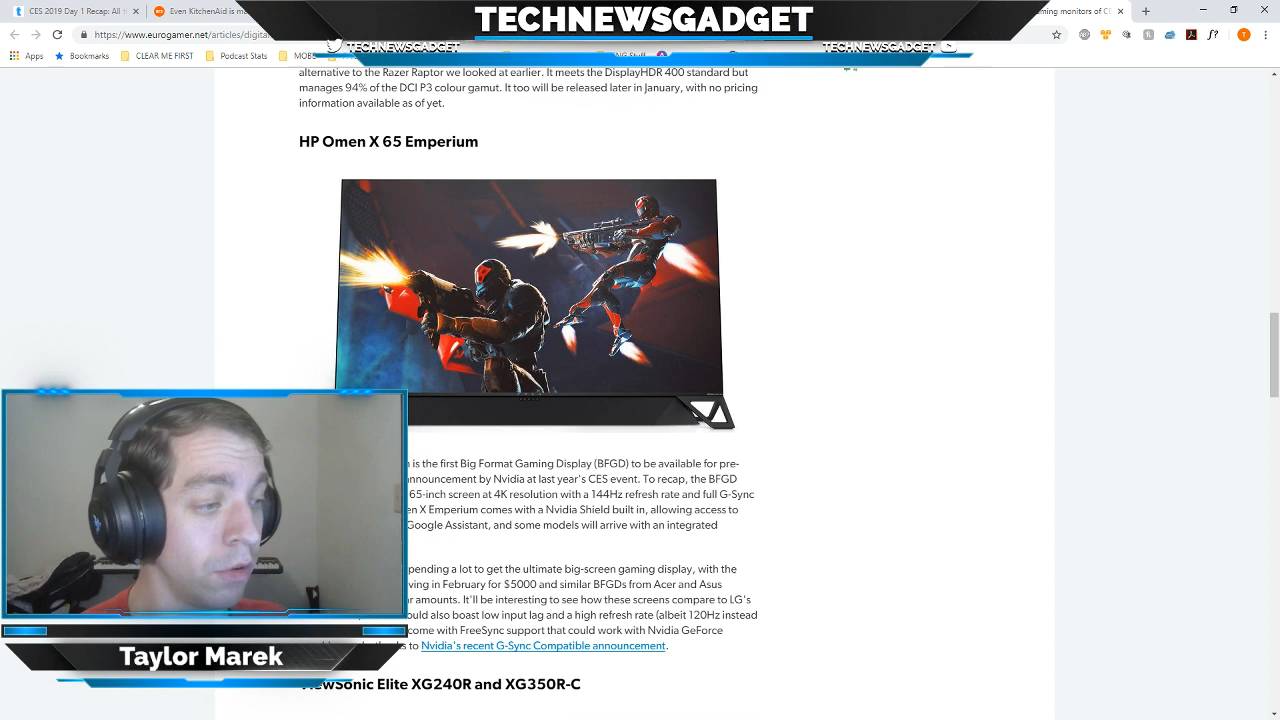 CES 2019 Day 1 Recap: All t
Even KitchenAid is ma
TECHNEWSGADGET
aming monitors of CE
https://www.eurogamer.net/articles/digita
TECHNEWSGADGET
TECHNEWSGADGET
Apps
Bookmarks
CLEAR ME FIRST
Podcast Stats
MOBS
alternative to the Razer Raptor we looked at earlier. It meets the DisplayHDR 400 standard but
manages 94% of the DCI P3 colour gamut. It too will be released later in January, with no pricing
information available as of yet.
HP Omen X 65 Emperium
is the first Big Format Gaming Display (BFGD) to be available for pre-
nnouncement by Nvidia at last year's CES event. To recap, the BFGD
65-inch screen at 4K resolution with a 144Hz refresh rate and full G-Sync
en X Emperium comes with a Nvidia Shield built in, allowing access to
Google Assistant, and some models will arrive with an integrated
pending a lot to get the ultimate big-screen gaming display, with the
ving in February for $5000 and similar BFGDs from Acer and Asus
r amounts. It'll be interesting to see how these screens compare to LG's
ould also boast low input lag and a high refresh rate (albeit 120Hz instead
come with FreeSync support that could work with Nvidia GeForce
s to Nvidia's recent G-Sync Compatible announcement.
Taylor Marek
ViewSonic Elite XG240R and XG350R-C